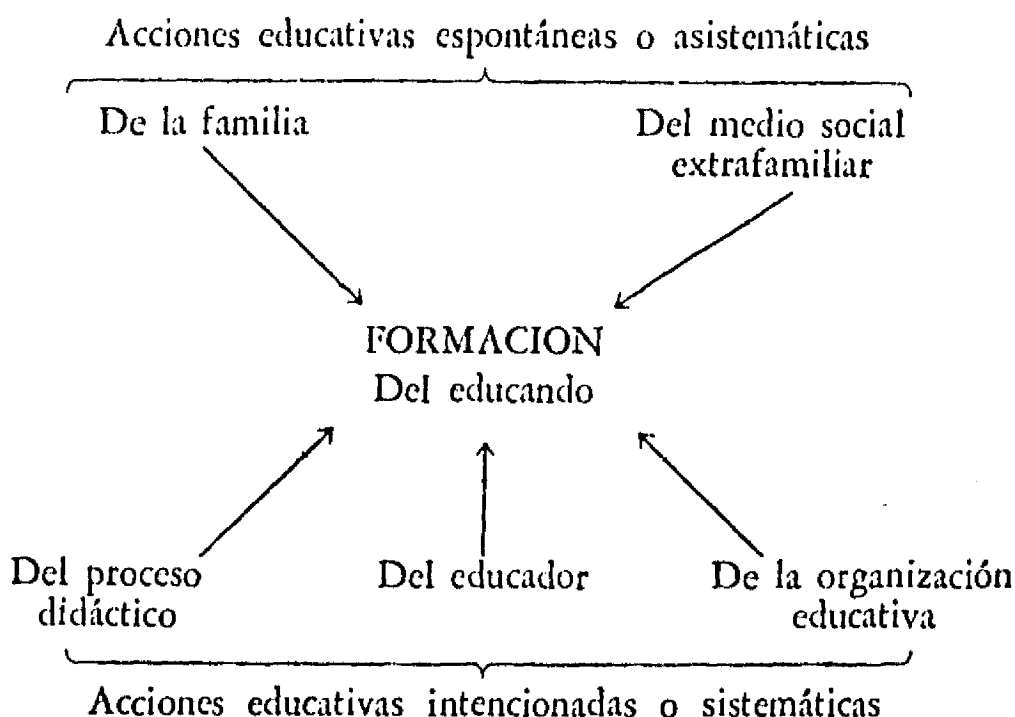 Acciones educativas espontáneas o asistemáticas
De la familia
Del medio social
extrafamiliar
FORMACION
Del educando
Del proceso
didáctico
Del educador
De la organización
educativa
Acciones educativas intencionadas o sistemáticas